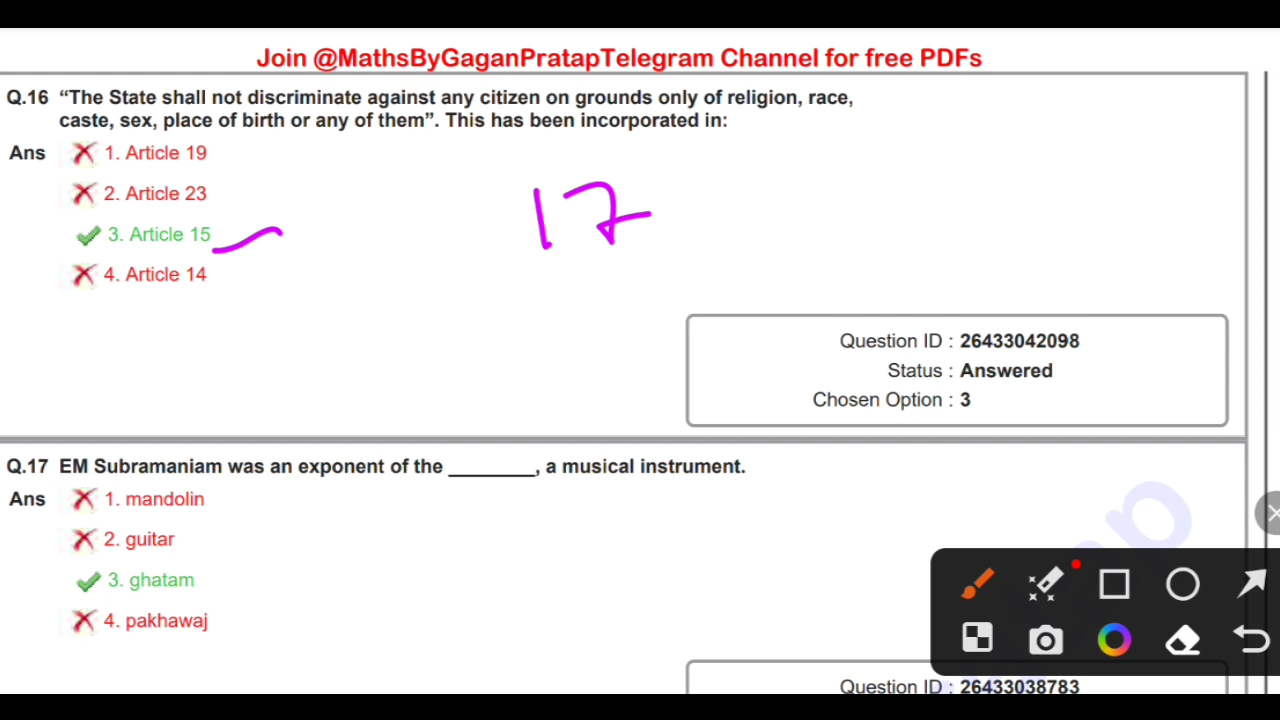 Join @MathsByGaganPratapTelegram Channel for free PDFs
Q.16 “The State shall not discriminate against any citizen on grounds only of religion, race,
caste, sex, place of birth or any of them”. This has been incorporated in:
Ans 1. Article 19
2. Article 23
3. Article 15
17
4. Article 14
Question ID : 26433042098
Status : Answered
Chosen Option : 3
Q.17 EM Subramaniam was an exponent of the ________, a musical instrument.
Ans 1. mandolin
2. guitar
3. ghatam
4. pakhawaj
Question ID : 26433038783